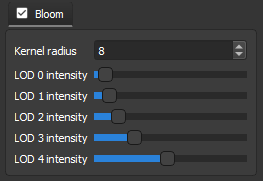 Bloom
Kernel radius 8
LOD 0 intensity
LOD 1 intensity
LOD 2 intensity
LOD 3 intensity
LOD 4 intensity